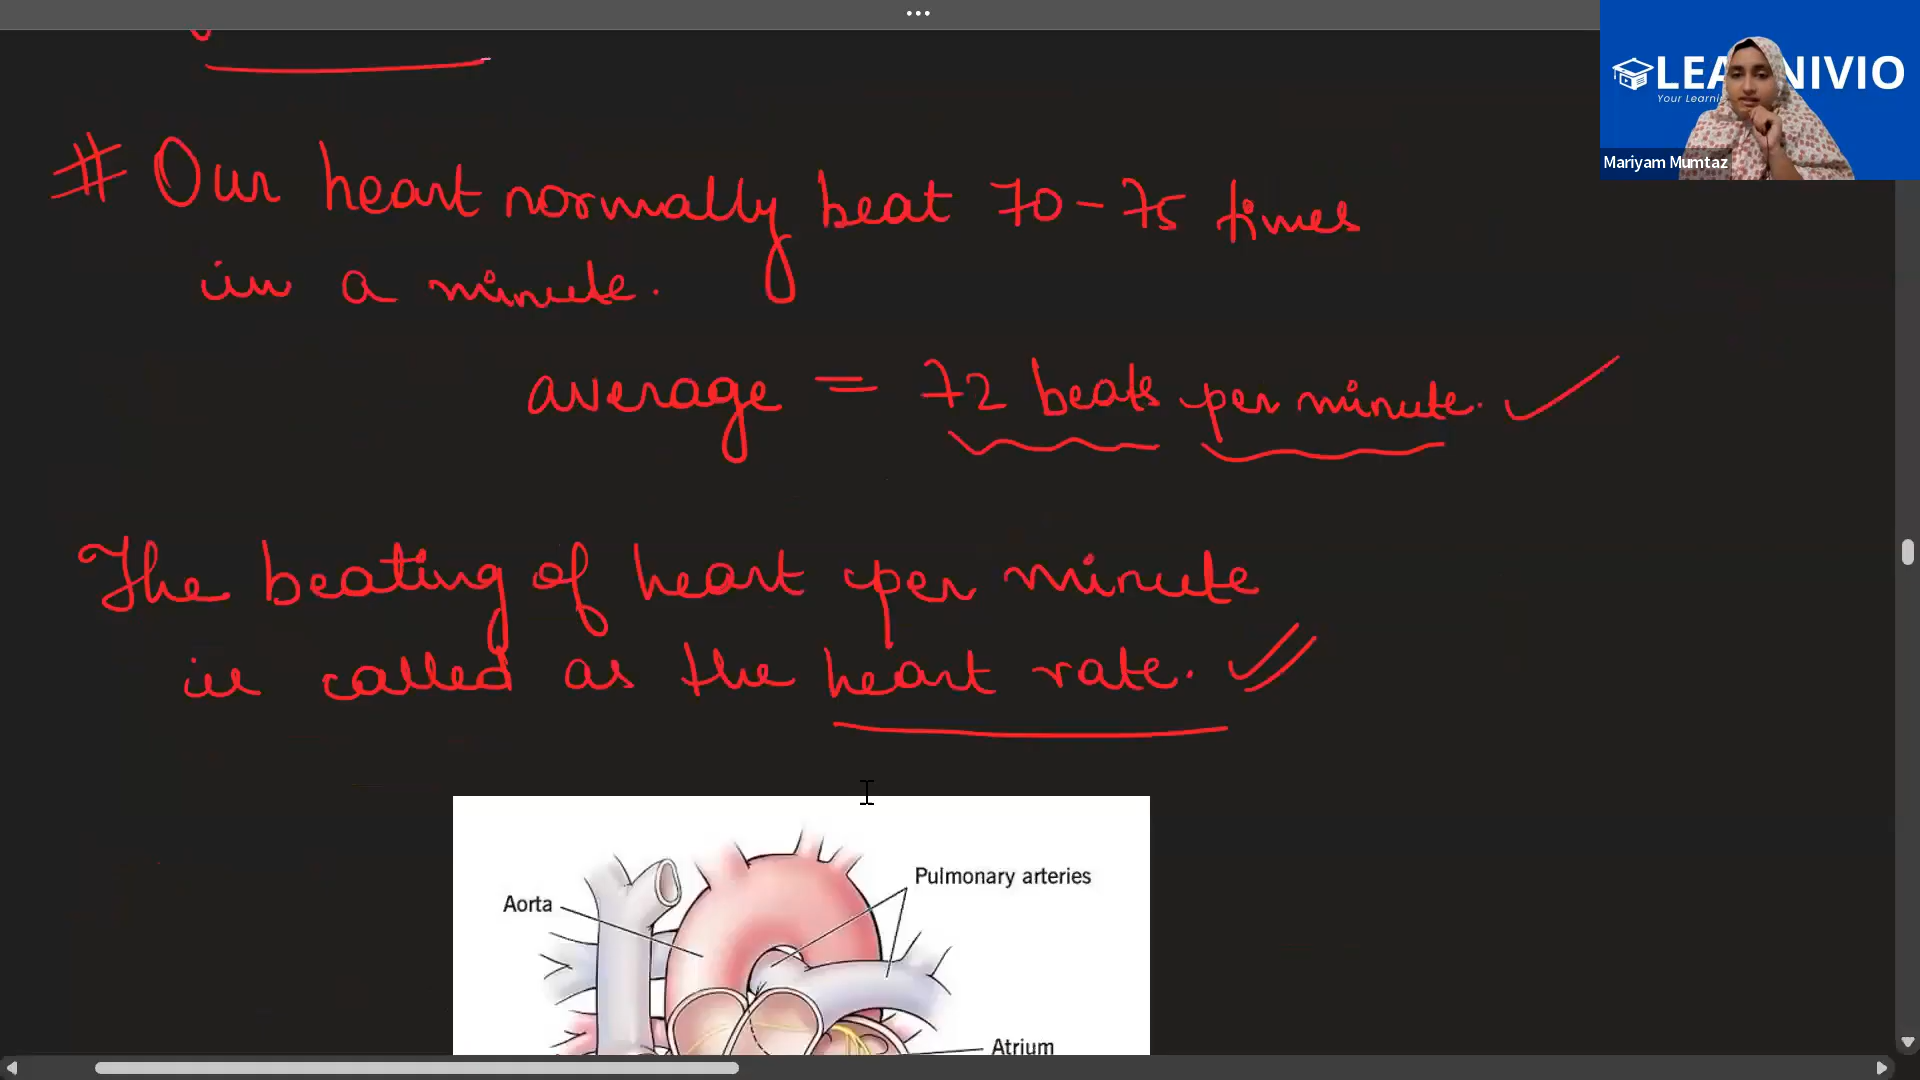 LEA NIVIO
Your Learni
Mariyam Mumtaz
# Our heart normally beat 70-75 times
in a minute.
average = 72 beats per minute.
The beating of heart per minute
is called as the heart rate.
Pulmonary arteries
Aorta
Atrium